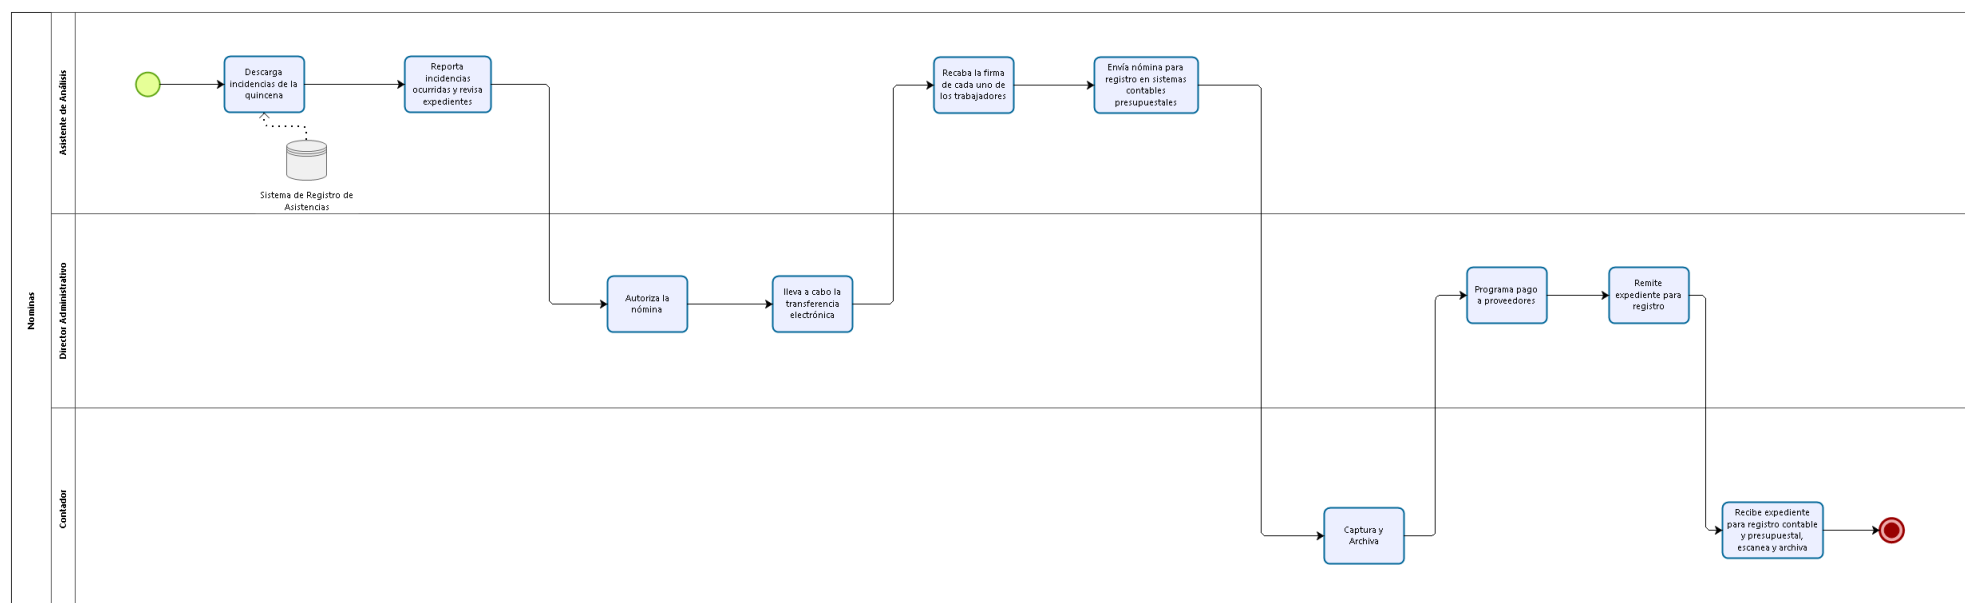 Nominas
Asistente de Análisis
Descarga
incidencias de la
quincena
Reporta
incidencias
ocurridas y revisa
expedientes
Sistema de Registro de
Asistencias
Recaba la firma
de cada uno de
los trabajadores
Envía nómina para
registro en sistemas
contables
presupuestales
Director Administrativo
Autoriza la
nómina
lleva a cabo la
transferencia
electrónica
Programa pago
a proveedores
Remite
expediente para
registro
Contador
Captura y
Archiva
Recibe expediente
para registro contable
y presupuestal,
escanea y archiva